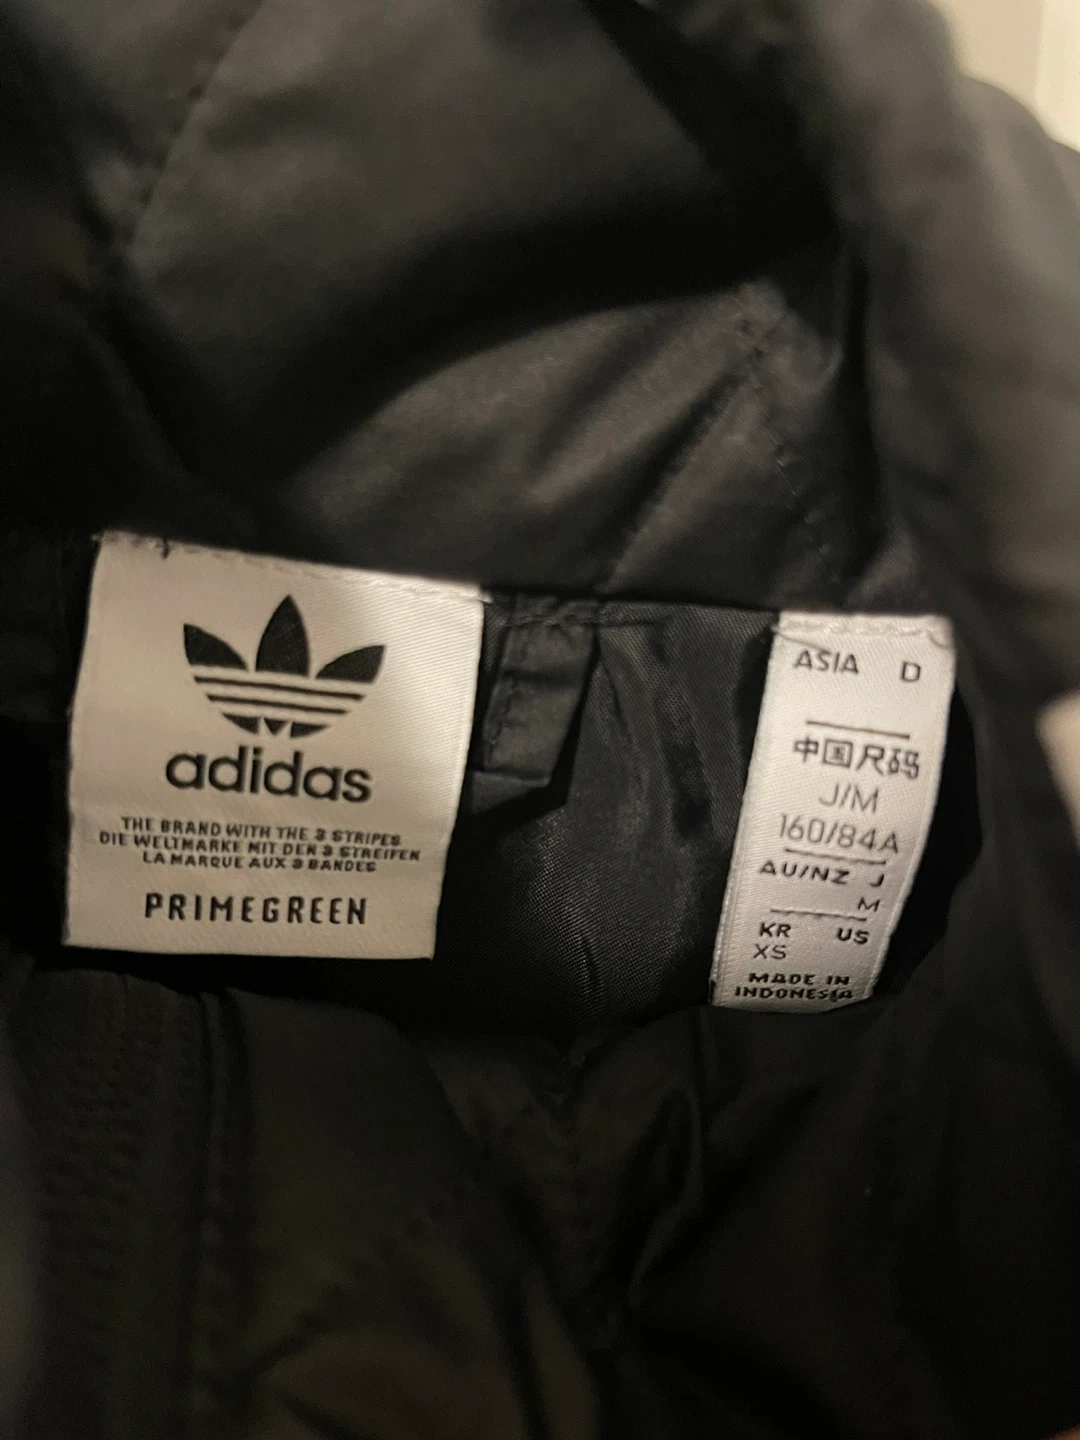 adidas
THE BRAND WITH THE 3 STRIPES
DIE WELTMARKE MIT DEN 3 STREIFEN
LA MARQUE AUX 3 BANDES
PRIMEGREEN
ASIA D
中国尺码
J/M
160/84A
AU/NZ J
M
KR US
XS
MADE IN
INDONESIA